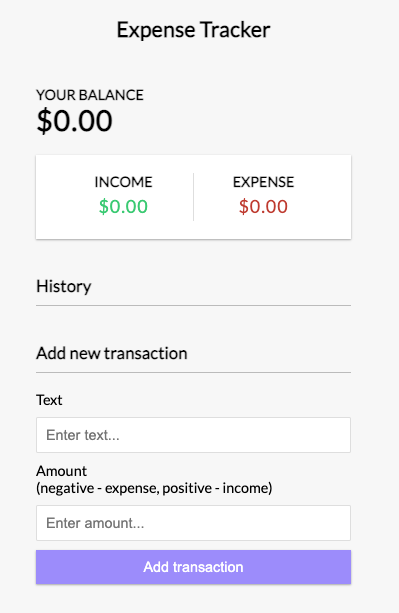 Expense Tracker
YOUR BALANCE
$0.00
INCOME
$0.00
EXPENSE
$0.00
History
Add new transaction
Text
Enter text...
Amount
(negative - expense, positive - income)
Enter amount...
Add transaction